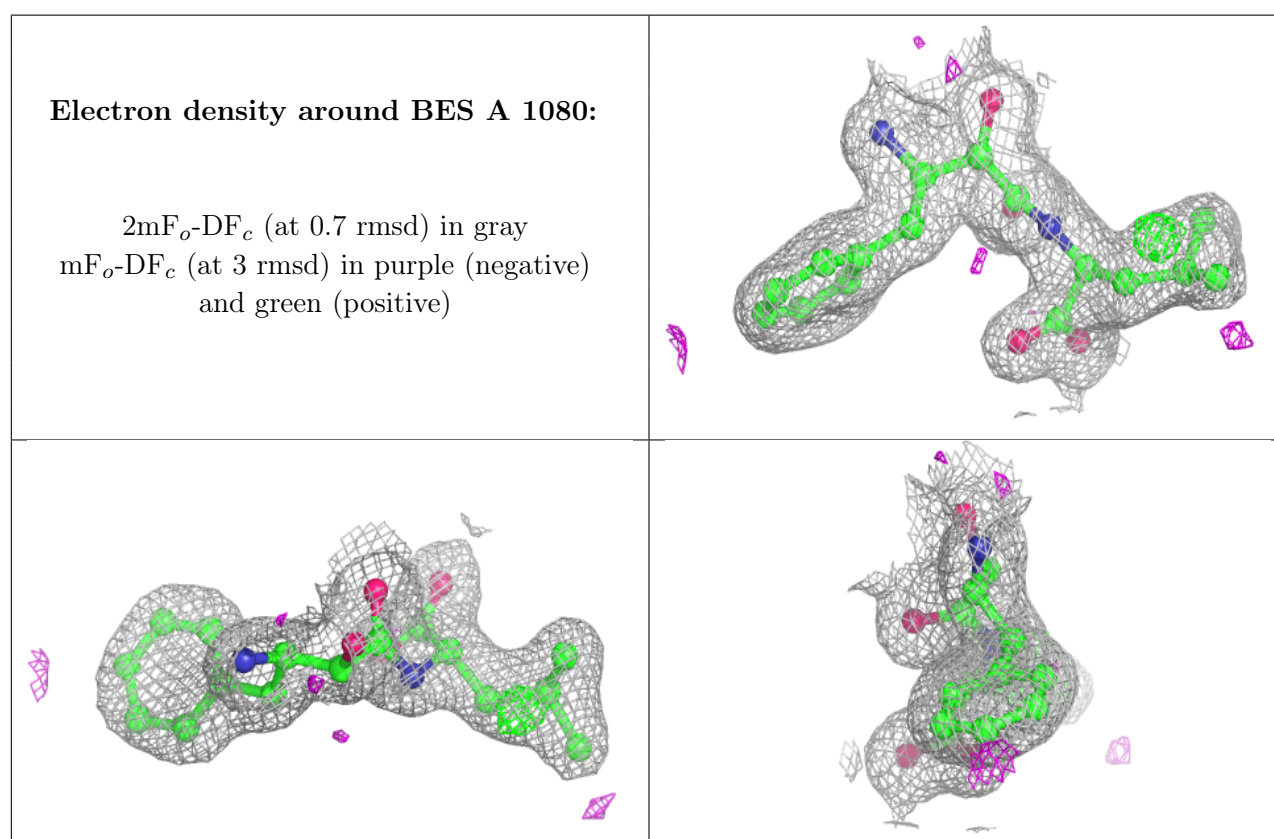 Electron density around BES A 1080:
2mFo-DFc (at 0.7 rmsd) in gray
mFo-DFc (at 3 rmsd) in purple (negative)
and green (positive)